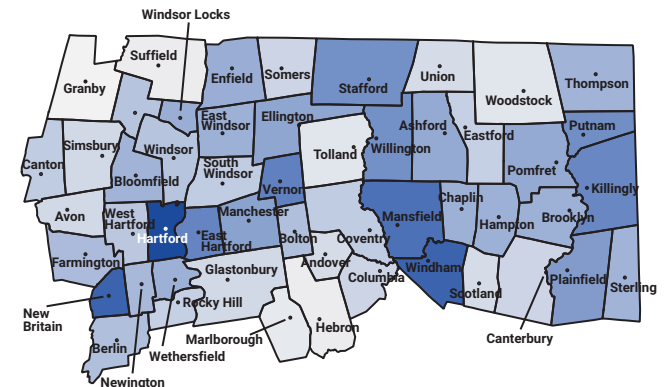 Windsor Locks
Suffield
Granby
Enfield
Somers
Stafford
Union
Woodstock
Thompson
East
Windsor
Ellington
Ashford
Eastford
Putnam
Simsbury
Windsor
Tolland
Willington
Canton
Bloomfield
South
Windsor
Vernon
Pomfret
Killingly
Avon
West
Hartford
Hartford
East
Hartford
Manchester
Bolton
Coventry
Mansfield
Chaplin
Hampton
Brooklyn
Farmington
Glastonbury
Andover
Columbia
Windham
Scotland
Plainfield
Sterling
New
Britain
Rocky Hill
Marlborough
Hebron
Canterbury
Berlin
Wethersfield
Newington